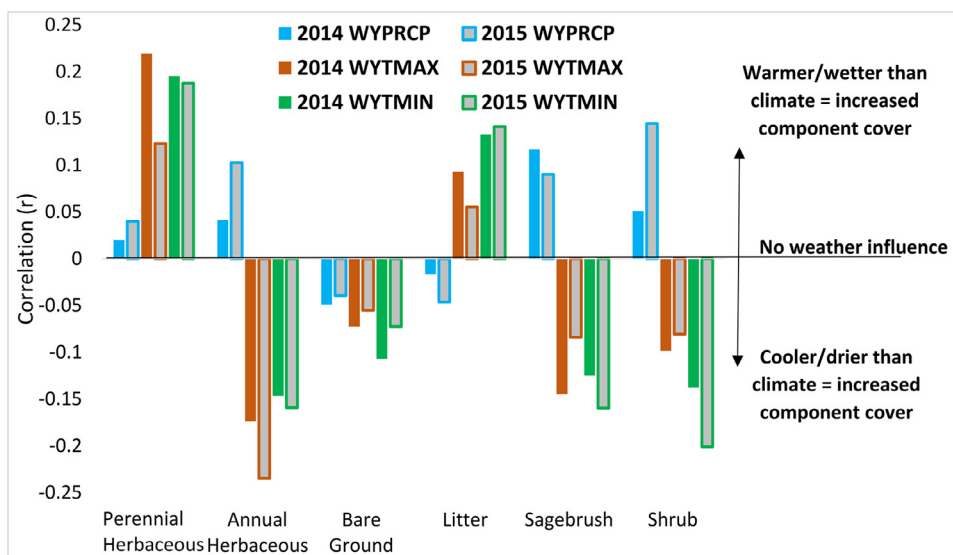 0.25
0.2
0.15
0.1
0.05
0
-0.05
-0.1
-0.15
-0.2
-0.25
Correlation (r)
2014 WYPRCP 2015 WYPRCP
2014 WYTMAX 2015 WYTMAX
2014 WYTMIN 2015 WYTMIN
Warmer/wetter than
climate = increased
component cover
No weather influence
Cooler/drier than
climate = increased
component cover
Perennial
Herbaceous
Annual
Herbaceous
Bare
Ground
Litter
Sagebrush
Shrub